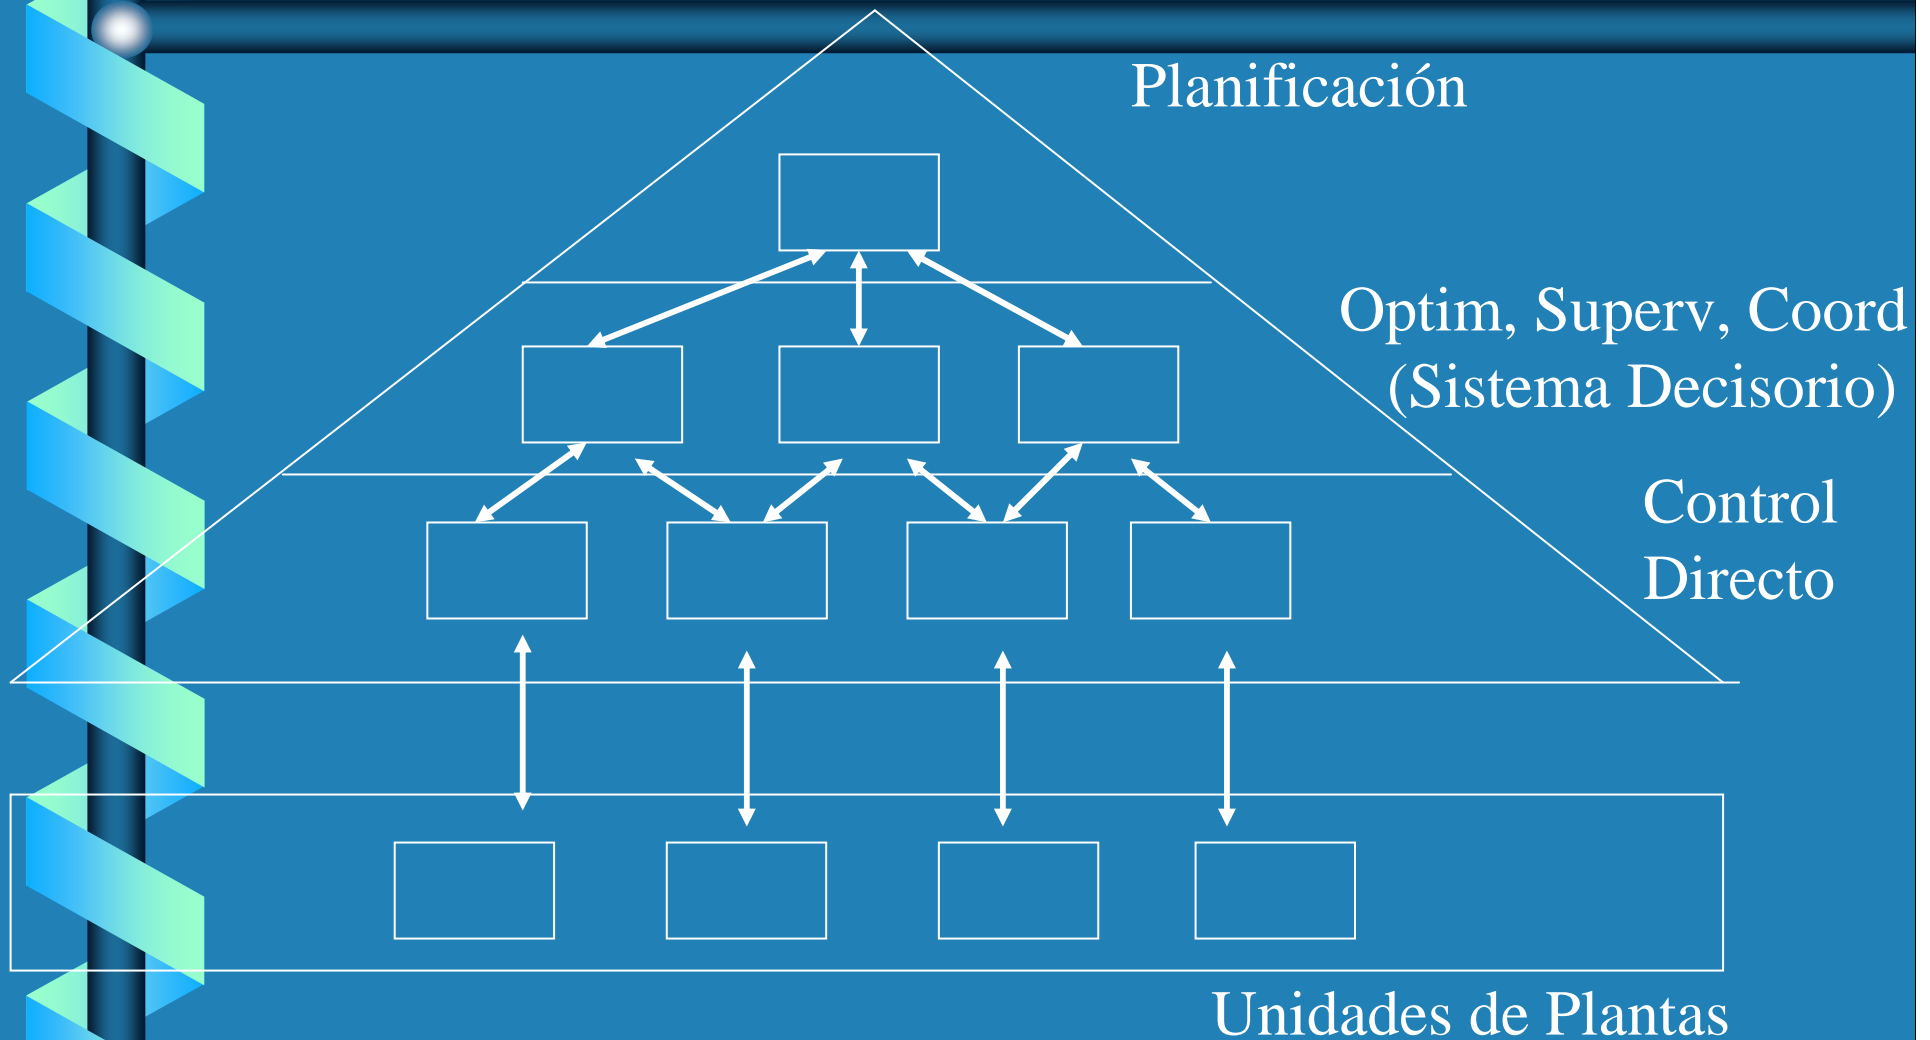 Planificación
Optim, Superv, Coord
(Sistema Decisorio)
Control
Directo
Unidades de Plantas